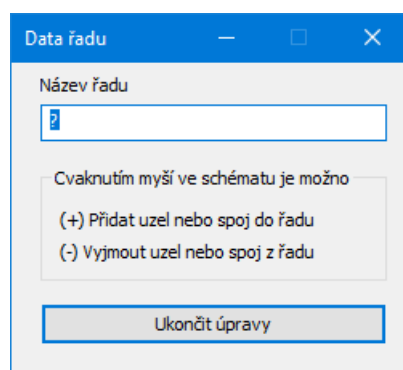 Data řadu
Název řadu
?
Cvaknutím myší ve schématu je možno
(+) Přidat uzel nebo spoj do řadu
(-) Vyjmout uzel nebo spoj z řadu
Ukončit úpravy